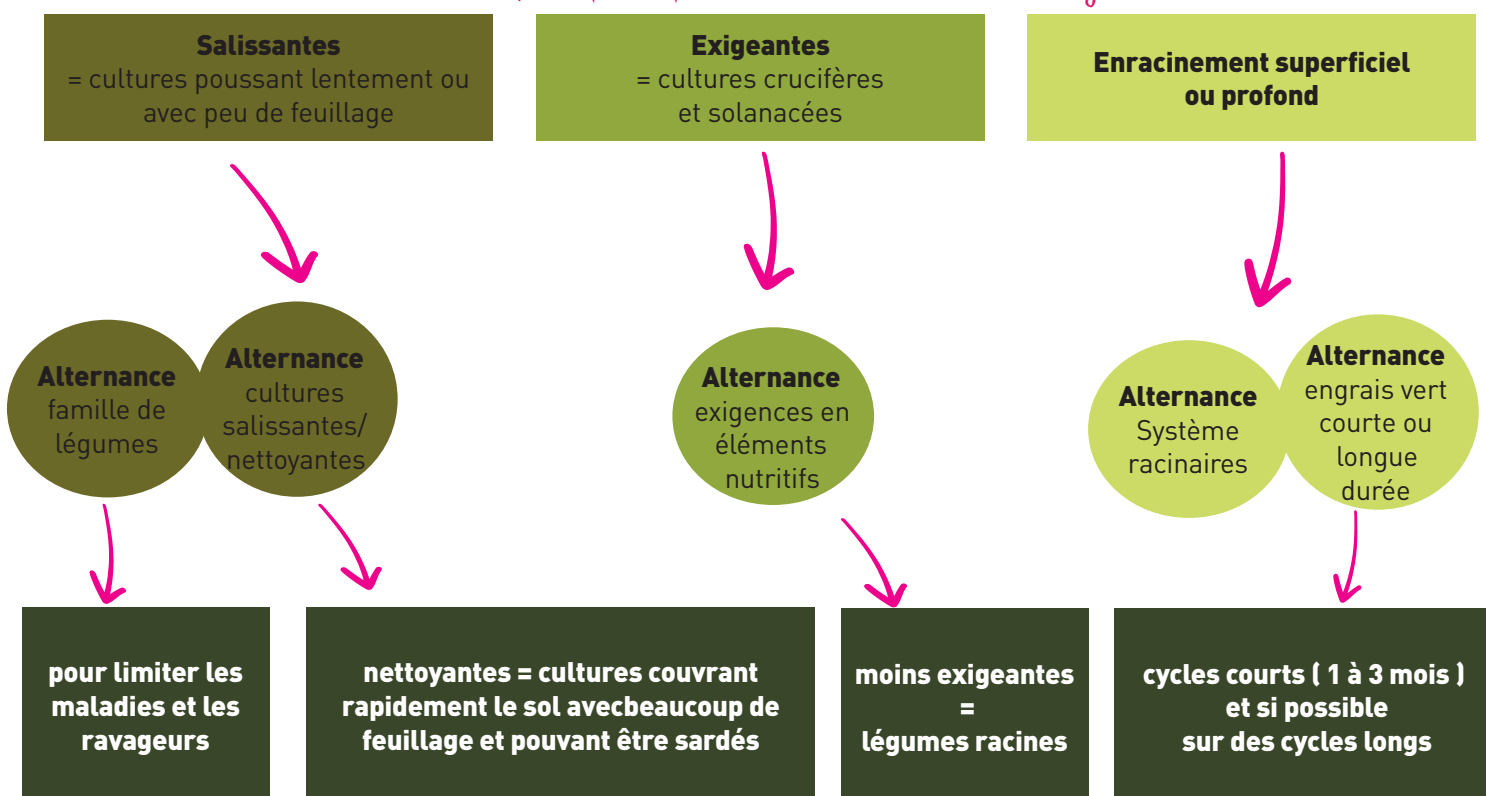 Salissantes
= cultures poussant lentement ou
avec peu de feuillage
Exigeantes
= cultures crucifères
et solanacées
Enracinement superficiel
ou profond
Alternance
famille de
légumes
Alternance
cultures
salissantes/
nettoyantes
Alternance
exigences en
éléments
nutritifs
Alternance
Système
racinaires
Alternance
engrais vert
courte ou
longue
durée
pour limiter les
maladies et les
ravageurs
nettoyantes = cultures couvrant
rapidement le sol avecbeaucoup de
feuillage et pouvant être sardés
moins exigeantes
=
légumes racines
cycles courts ( 1 à 3 mois )
et si possible
sur des cycles longs